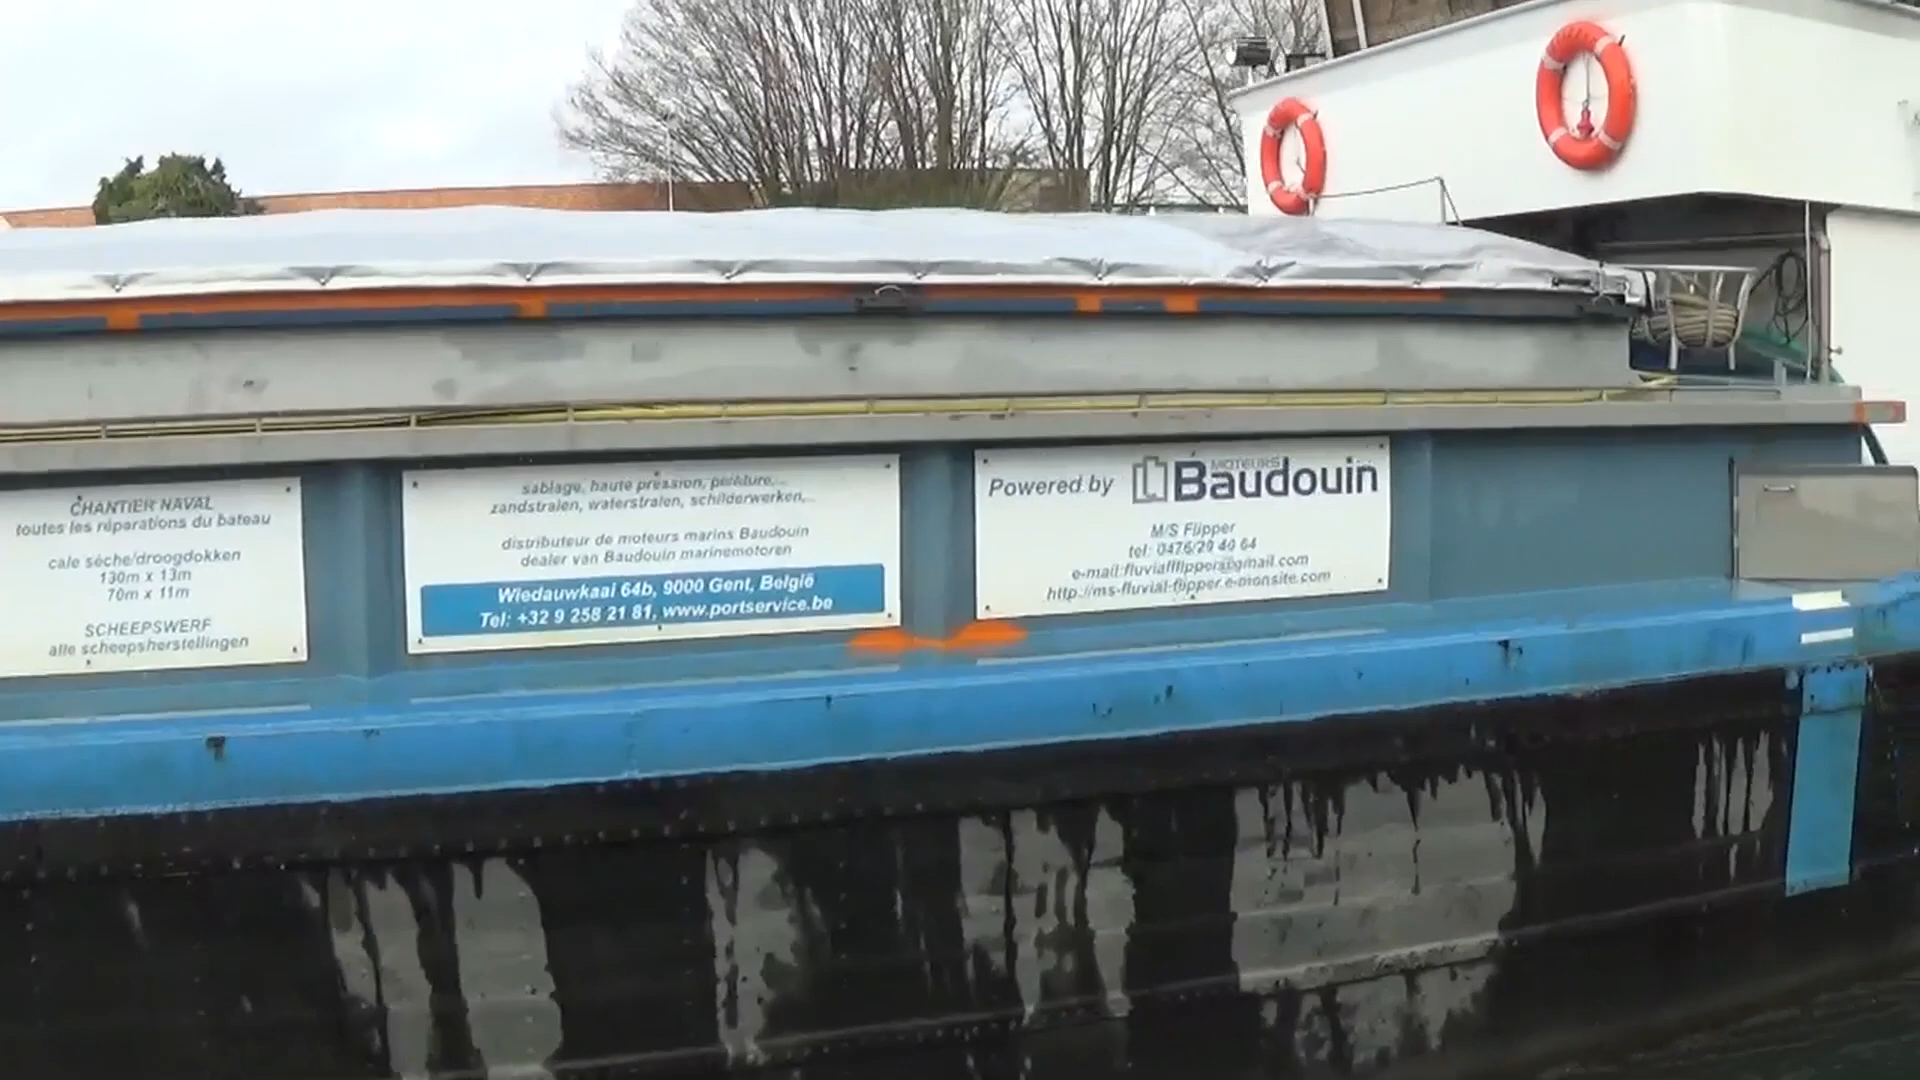 CHANTIER NAVAL
toutes les réparations du bateau
cale sèche/droogdokken
130m x 13m
70m x 11m
SCHEEPSWERF
alle scheepsherstellingen
sablage, haute pression, peinture,...
zandstralen, waterstralen, schilderwerken,...
distributeur de moteurs marins Baudouin
dealer van Baudouin marinemotoren
Wiedauwkaai 64b, 9000 Gent, België
Tel: +32 9 258 21 81, www.portservice.be
Powered by MOTEURS Baudouin
M/S Flipper
tel: 0476/29 40 64
e-mail:fluvialflipper@gmail.com
http://ms-fluvial-flipper.e-monsite.com